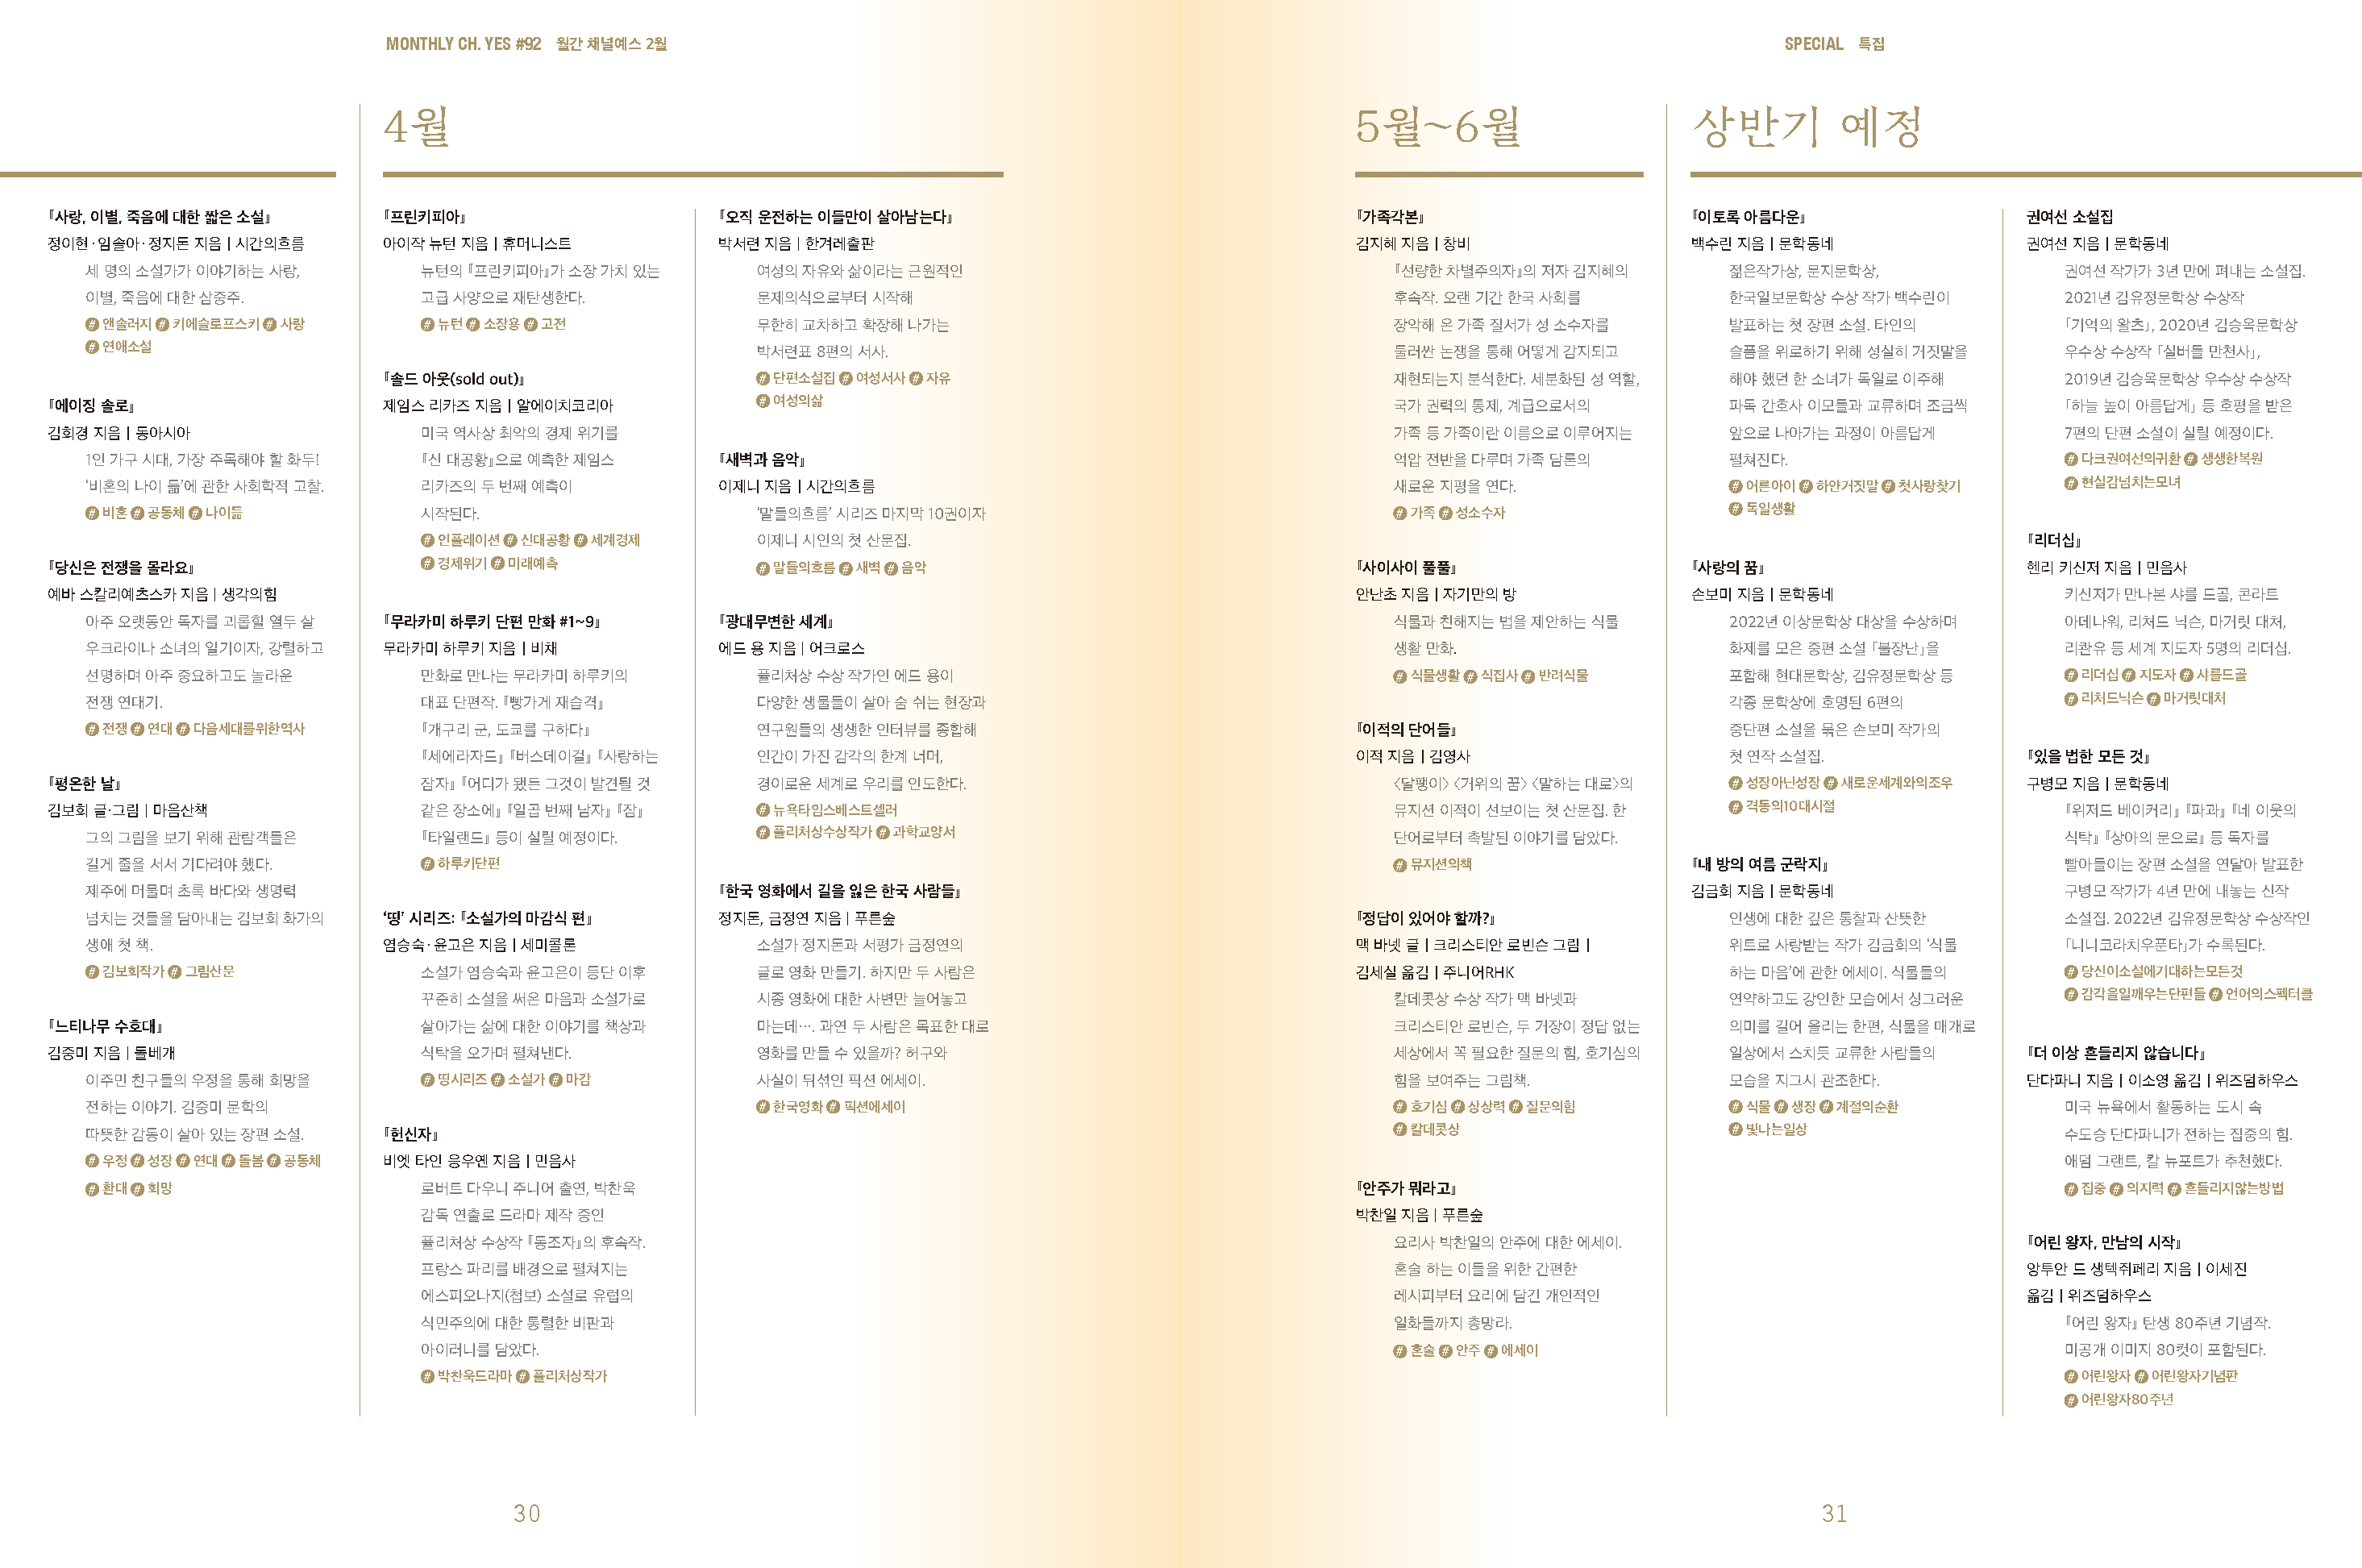 MONTHLY CH. YES #92 월간 채널예스 2월
『사랑, 이별, 죽음에 대한 짧은 소설』
정이현·임솔아·정지돈 지음 | 시간의흐름
세 명의 소설가가 이야기하는 사랑,
이별, 죽음에 대한 삼중주.
# 앤솔러지 # 키에슬로프스키 # 사랑
# 연애소설
『에이징 솔로』
김희경 지음 | 동아시아
1인 가구 시대, 가장 주목해야 할 화두!
‘비혼의 나이 듦’에 관한 사회학적 고찰.
# 비혼 # 공동체 # 나이듦
『당신은 전쟁을 몰라요』
예바 스칼리예츠스카 지음 | 생각의힘
아주 오랫동안 독자를 괴롭힐 열두 살
우크라이나 소녀의 일기이자, 강렬하고
선명하며 아주 중요하고도 놀라운
전쟁 연대기.
# 전쟁 # 연대 # 다음세대를위한역사
『평온한 날』
김보희 글·그림 | 마음산책
그의 그림을 보기 위해 관람객들은
길게 줄을 서서 기다려야 했다.
제주에 머물며 초록 바다와 생명력
넘치는 것들을 담아내는 김보희 화가의
생애 첫 책.
# 김보희작가 # 그림산문
『느티나무 수호대』
김중미 지음 | 돌베개
이주민 친구들의 우정을 통해 희망을
전하는 이야기. 김중미 문학의
따뜻한 감동이 살아 있는 장편 소설.
# 우정 # 성장 # 연대 # 돌봄 # 공동체
# 환대 # 희망
4월
『프린키피아』
아이작 뉴턴 지음 | 휴머니스트
뉴턴의 『프린키피아』가 소장 가치 있는
고급 사양으로 재탄생한다.
# 뉴턴 # 소장용 # 고전
『솔드 아웃(sold out)』
제임스 리카즈 지음 | 알에이치코리아
미국 역사상 최악의 경제 위기를
『신 대공황』으로 예측한 제임스
리카즈의 두 번째 예측이
시작된다.
# 인플레이션 # 신대공황 # 세계경제
# 경제위기 # 미래예측
『무라카미 하루키 단편 만화 #1~9』
무라카미 하루키 지음 | 비채
만화로 만나는 무라카미 하루키의
대표 단편작. 『빵가게 재습격』
『개구리 군, 도쿄를 구하다』
『세에라자드』 『버스데이걸』 『사랑하는
잠자』 『어디가 됐든 그것이 발견될 것
같은 장소에』 『일곱 번째 남자』 『잠』
『타일랜드』 등이 실릴 예정이다.
# 하루키단편
‘띵’ 시리즈: 『소설가의 마감식 편』
염승숙·윤고은 지음 | 세미콜론
소설가 염승숙과 윤고은이 등단 이후
꾸준히 소설을 써온 마음과 소설가로
살아가는 삶에 대한 이야기를 책상과
식탁을 오가며 펼쳐낸다.
# 띵시리즈 # 소설가 # 마감
『헌신자』
비엣 타인 응우옌 지음 | 민음사
로버트 다우니 주니어 출연, 박찬욱
감독 연출로 드라마 제작 중인
퓰리처상 수상작 『동조자』의 후속작.
프랑스 파리를 배경으로 펼쳐지는
에스피오나지(첩보) 소설로 유럽의
식민주의에 대한 통렬한 비판과
아이러니를 담았다.
# 박찬욱드라마 # 퓰리처상작가
『오직 운전하는 이들만이 살아남는다』
박서련 지음 | 한겨레출판
여성의 자유와 삶이라는 근원적인
문제의식으로부터 시작해
무한히 교차하고 확장해 나가는
박서련표 8편의 서사.
# 단편소설집 # 여성서사 # 자유
# 여성의삶
『새벽과 음악』
이제니 지음 | 시간의흐름
‘말들의흐름’ 시리즈 마지막 10권이자
이제니 시인의 첫 산문집.
# 말들의흐름 # 새벽 # 음악
『광대무변한 세계』
에드 용 지음 | 어크로스
퓰리처상 수상 작가인 에드 용이
다양한 생물들이 살아 숨 쉬는 현장과
연구원들의 생생한 인터뷰를 종합해
인간이 가진 감각의 한계 너머,
경이로운 세계로 우리를 인도한다.
# 뉴욕타임스베스트셀러
# 퓰리처상수상작가 # 과학교양서
『한국 영화에서 길을 잃은 한국 사람들』
정지돈, 금정연 지음 | 푸른숲
소설가 정지돈과 서평가 금정연의
글로 영화 만들기. 하지만 두 사람은
시종 영화에 대한 사변만 늘어놓고
마는데…. 과연 두 사람은 목표한 대로
영화를 만들 수 있을까? 허구와
사실이 뒤섞인 픽션 에세이.
# 한국영화 # 픽션에세이
30
SPECIAL 특집
5월~6월
『가족각본』
김지혜 지음 | 창비
『선량한 차별주의자』의 저자 김지혜의
후속작. 오랜 기간 한국 사회를
장악해 온 가족 질서가 성 소수자를
둘러싼 논쟁을 통해 어떻게 감지되고
재현되는지 분석한다. 세분화된 성 역할,
국가 권력의 통제, 계급으로서의
가족 등 가족이란 이름으로 이루어지는
억압 전반을 다루며 가족 담론의
새로운 지평을 연다.
# 가족 # 성소수자
『사이사이 풀풀』
안난초 지음 | 자기만의 방
식물과 친해지는 법을 제안하는 식물
생활 만화.
# 식물생활 # 식집사 # 반려식물
『이적의 단어들』
이적 지음 | 김영사
〈달팽이〉 〈거위의 꿈〉 〈말하는 대로〉의
뮤지션 이적이 선보이는 첫 산문집. 한
단어로부터 촉발된 이야기를 담았다.
# 뮤지션의책
『정답이 있어야 할까?』
맥 바넷 글 | 크리스티안 로빈슨 그림 |
김세실 옮김 | 주니어RHK
칼데콧상 수상 작가 맥 바넷과
크리스티안 로빈슨, 두 거장이 정답 없는
세상에서 꼭 필요한 질문의 힘, 호기심의
힘을 보여주는 그림책.
# 호기심 # 상상력 # 질문의힘
# 칼데콧상
『안주가 뭐라고』
박찬일 지음 | 푸른숲
요리사 박찬일의 안주에 대한 에세이.
혼술 하는 이들을 위한 간편한
레시피부터 요리에 담긴 개인적인
일화들까지 총망라.
# 혼술 # 안주 # 에세이
상반기 예정
『이토록 아름다운』
백수린 지음 | 문학동네
젊은작가상, 문지문학상,
한국일보문학상 수상 작가 백수린이
발표하는 첫 장편 소설. 타인의
슬픔을 위로하기 위해 성실히 거짓말을
해야 했던 한 소녀가 독일로 이주해
파독 간호사 이모들과 교류하며 조금씩
앞으로 나아가는 과정이 아름답게
펼쳐진다.
# 어른아이 # 하얀거짓말 # 첫사랑찾기
# 독일생활
『사랑의 꿈』
손보미 지음 | 문학동네
2022년 이상문학상 대상을 수상하며
화제를 모은 중편 소설 「불장난」을
포함해 현대문학상, 김유정문학상 등
각종 문학상에 호명된 6편의
중단편 소설을 묶은 손보미 작가의
첫 연작 소설집.
# 성장아닌성장 # 새로운세계와의조우
# 격동의10대시절
『내 방의 여름 군락지』
김금희 지음 | 문학동네
인생에 대한 깊은 통찰과 산뜻한
위트로 사랑받는 작가 김금희의 ‘식물
하는 마음’에 관한 에세이. 식물들의
연약하고도 강인한 모습에서 싱그러운
의미를 길어 올리는 한편, 식물을 매개로
일상에서 스치듯 교류한 사람들의
모습을 지그시 관조한다.
# 식물 # 생장 # 계절의순환
# 빛나는일상
권여선 소설집
권여선 지음 | 문학동네
권여선 작가가 3년 만에 펴내는 소설집.
2021년 김유정문학상 수상작
「기억의 왈츠」, 2020년 김승옥문학상
우수상 수상작 「실버들 만천사」,
2019년 김승옥문학상 우수상 수상작
「하늘 높이 아름답게」 등 호평을 받은
7편의 단편 소설이 실릴 예정이다.
# 다크권여선의귀환 # 생생한복원
# 현실감넘치는모녀
『리더십』
헨리 키신저 지음 | 민음사
키신저가 만나본 샤를 드골, 콘라트
아데나워, 리처드 닉슨, 마거릿 대처,
리콴유 등 세계 지도자 5명의 리더십.
# 리더십 # 지도자 # 샤를드골
# 리처드닉슨 # 마거릿대처
『있을 법한 모든 것』
구병모 지음 | 문학동네
『위저드 베이커리』 『파과』 『네 이웃의
식탁』 『상아의 문으로』 등 독자를
빨아들이는 장편 소설을 연달아 발표한
구병모 작가가 4년 만에 내놓는 신작
소설집. 2022년 김유정문학상 수상작인
「니니코라치우푼타」가 수록된다.
# 당신이소설에기대하는모든것
# 감각을일깨우는단편들 # 언어의스펙터클
『더 이상 흔들리지 않습니다』
단다파니 지음 | 이소영 옮김 | 위즈덤하우스
미국 뉴욕에서 활동하는 도시 속
수도승 단다파니가 전하는 집중의 힘.
애덤 그랜트, 칼 뉴포트가 추천했다.
# 집중 # 의지력 # 흔들리지않는방법
『어린 왕자, 만남의 시작』
앙투안 드 생텍쥐페리 지음 | 이세진
옮김 | 위즈덤하우스
『어린 왕자』 탄생 80주년 기념작.
미공개 이미지 80컷이 포함된다.
# 어린왕자 # 어린왕자기념판
# 어린왕자80주년
31